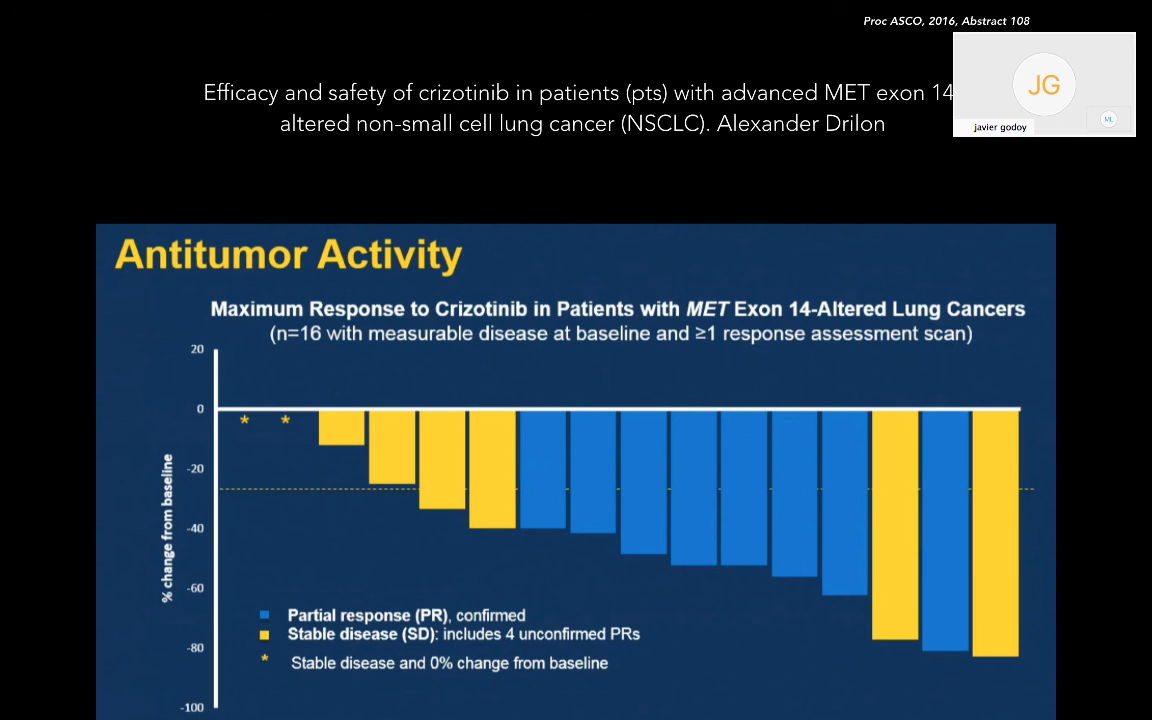 Proc ASCO, 2016, Abstract 108
JG
ML
javier godoy
Efficacy and safety of crizotinib in patients (pts) with advanced MET exon 14
altered non-small cell lung cancer (NSCLC). Alexander Drilon
Antitumor Activity
Maximum Response to Crizotinib in Patients with MET Exon 14-Altered Lung Cancers
(n=16 with measurable disease at baseline and ≥1 response assessment scan)
20
0
* *
-20
-40
-60
-80
-100
% change from baseline
Partial response (PR), confirmed
Stable disease (SD): includes 4 unconfirmed PRs
* Stable disease and 0% change from baseline